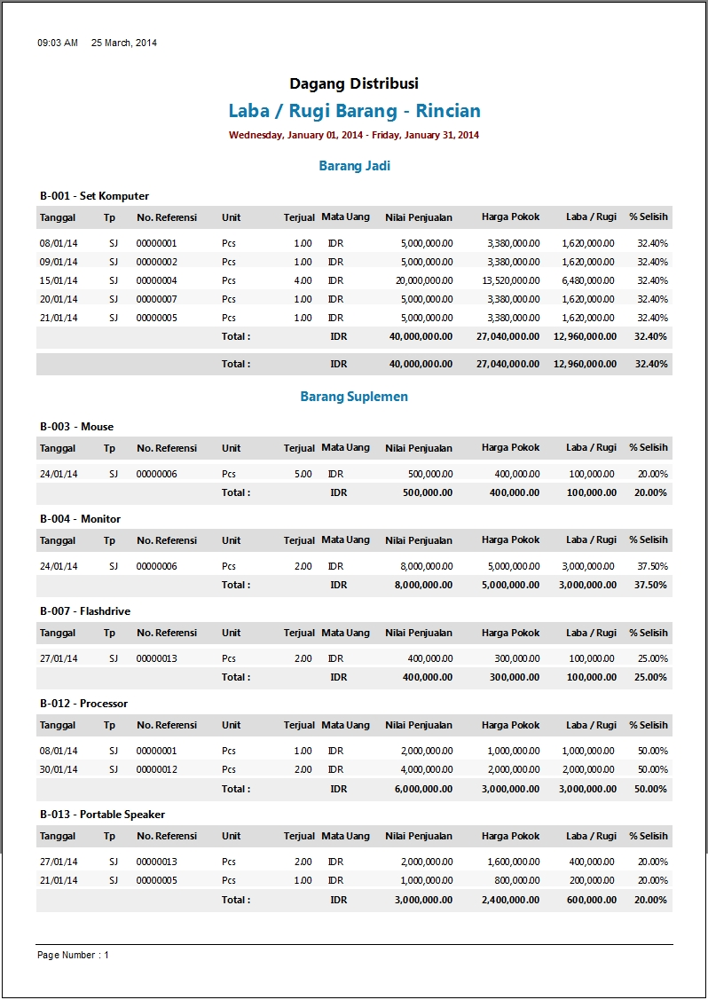 09:03 AM 25 March, 2014
Dagang Distribusi
Laba / Rugi Barang - Rincian
Wednesday, January 01, 2014 - Friday, January 31, 2014
Barang Jadi
B-001 - Set Komputer
Tanggal Tp No. Referensi Unit Terjual Mata Uang Nilai Penjualan Harga Pokok Laba / Rugi % Selisih
08/01/14 SJ 00000001 Pcs 1.00 IDR 5,000,000.00 3,380,000.00 1,620,000.00 32.40%
09/01/14 SJ 00000002 Pcs 1.00 IDR 5,000,000.00 3,380,000.00 1,620,000.00 32.40%
15/01/14 SJ 00000004 Pcs 4.00 IDR 20,000,000.00 13,520,000.00 6,480,000.00 32.40%
20/01/14 SJ 00000007 Pcs 1.00 IDR 5,000,000.00 3,380,000.00 1,620,000.00 32.40%
21/01/14 SJ 00000005 Pcs 1.00 IDR 5,000,000.00 3,380,000.00 1,620,000.00 32.40%
Total : IDR 40,000,000.00 27,040,000.00 12,960,000.00 32.40%
Total : IDR 40,000,000.00 27,040,000.00 12,960,000.00 32.40%
Barang Suplemen
B-003 - Mouse
Tanggal Tp No. Referensi Unit Terjual Mata Uang Nilai Penjualan Harga Pokok Laba / Rugi % Selisih
24/01/14 SJ 00000006 Pcs 5.00 IDR 500,000.00 400,000.00 100,000.00 20.00%
Total : IDR 500,000.00 400,000.00 100,000.00 20.00%
B-004 - Monitor
Tanggal Tp No. Referensi Unit Terjual Mata Uang Nilai Penjualan Harga Pokok Laba / Rugi % Selisih
24/01/14 SJ 00000006 Pcs 2.00 IDR 8,000,000.00 5,000,000.00 3,000,000.00 37.50%
Total : IDR 8,000,000.00 5,000,000.00 3,000,000.00 37.50%
B-007 - Flashdrive
Tanggal Tp No. Referensi Unit Terjual Mata Uang Nilai Penjualan Harga Pokok Laba / Rugi % Selisih
27/01/14 SJ 00000013 Pcs 2.00 IDR 400,000.00 300,000.00 100,000.00 25.00%
Total : IDR 400,000.00 300,000.00 100,000.00 25.00%
B-012 - Processor
Tanggal Tp No. Referensi Unit Terjual Mata Uang Nilai Penjualan Harga Pokok Laba / Rugi % Selisih
08/01/14 SJ 00000001 Pcs 1.00 IDR 2,000,000.00 1,000,000.00 1,000,000.00 50.00%
30/01/14 SJ 00000012 Pcs 2.00 IDR 4,000,000.00 2,000,000.00 2,000,000.00 50.00%
Total : IDR 6,000,000.00 3,000,000.00 3,000,000.00 50.00%
B-013 - Portable Speaker
Tanggal Tp No. Referensi Unit Terjual Mata Uang Nilai Penjualan Harga Pokok Laba / Rugi % Selisih
27/01/14 SJ 00000013 Pcs 2.00 IDR 2,000,000.00 1,600,000.00 400,000.00 20.00%
21/01/14 SJ 00000005 Pcs 1.00 IDR 1,000,000.00 800,000.00 200,000.00 20.00%
Total : IDR 3,000,000.00 2,400,000.00 600,000.00 20.00%
Page Number : 1